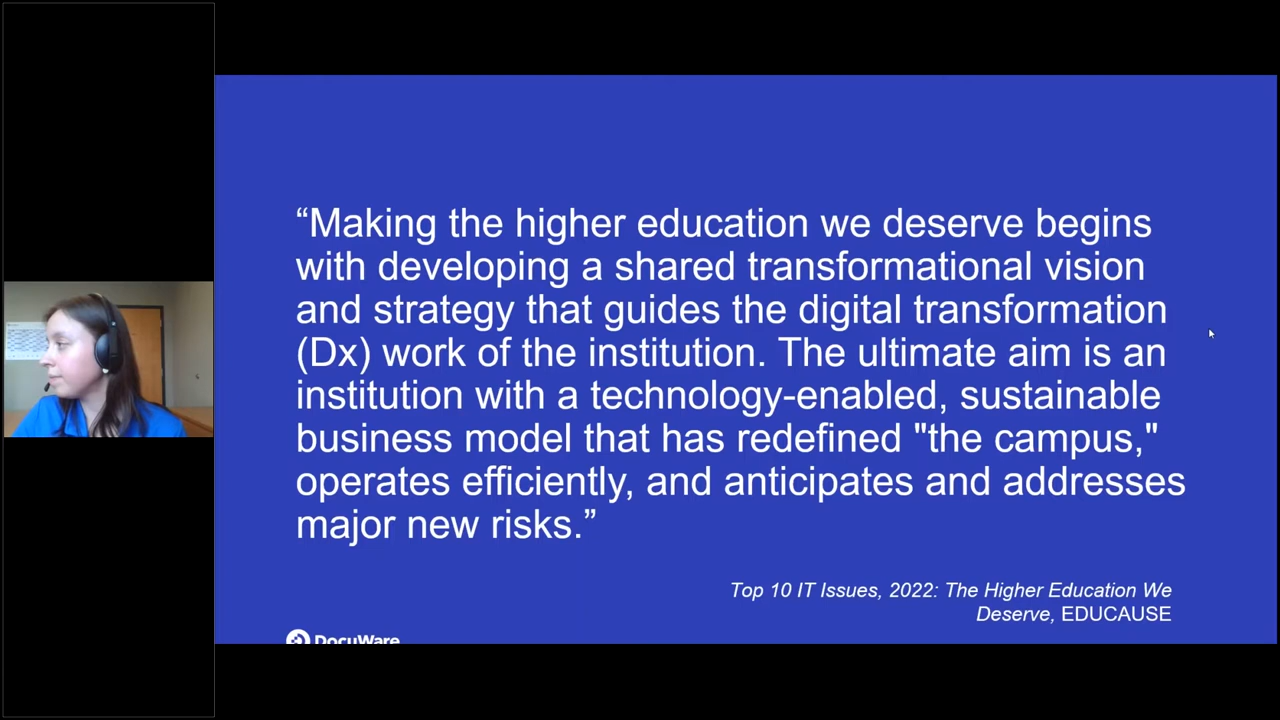 “Making the higher education we deserve begins
with developing a shared transformational vision
and strategy that guides the digital transformation
(Dx) work of the institution. The ultimate aim is an
institution with a technology-enabled, sustainable
business model that has redefined "the campus,"
operates efficiently, and anticipates and addresses
major new risks.”
Top 10 IT Issues, 2022: The Higher Education We
Deserve, EDUCAUSE
DocuWare